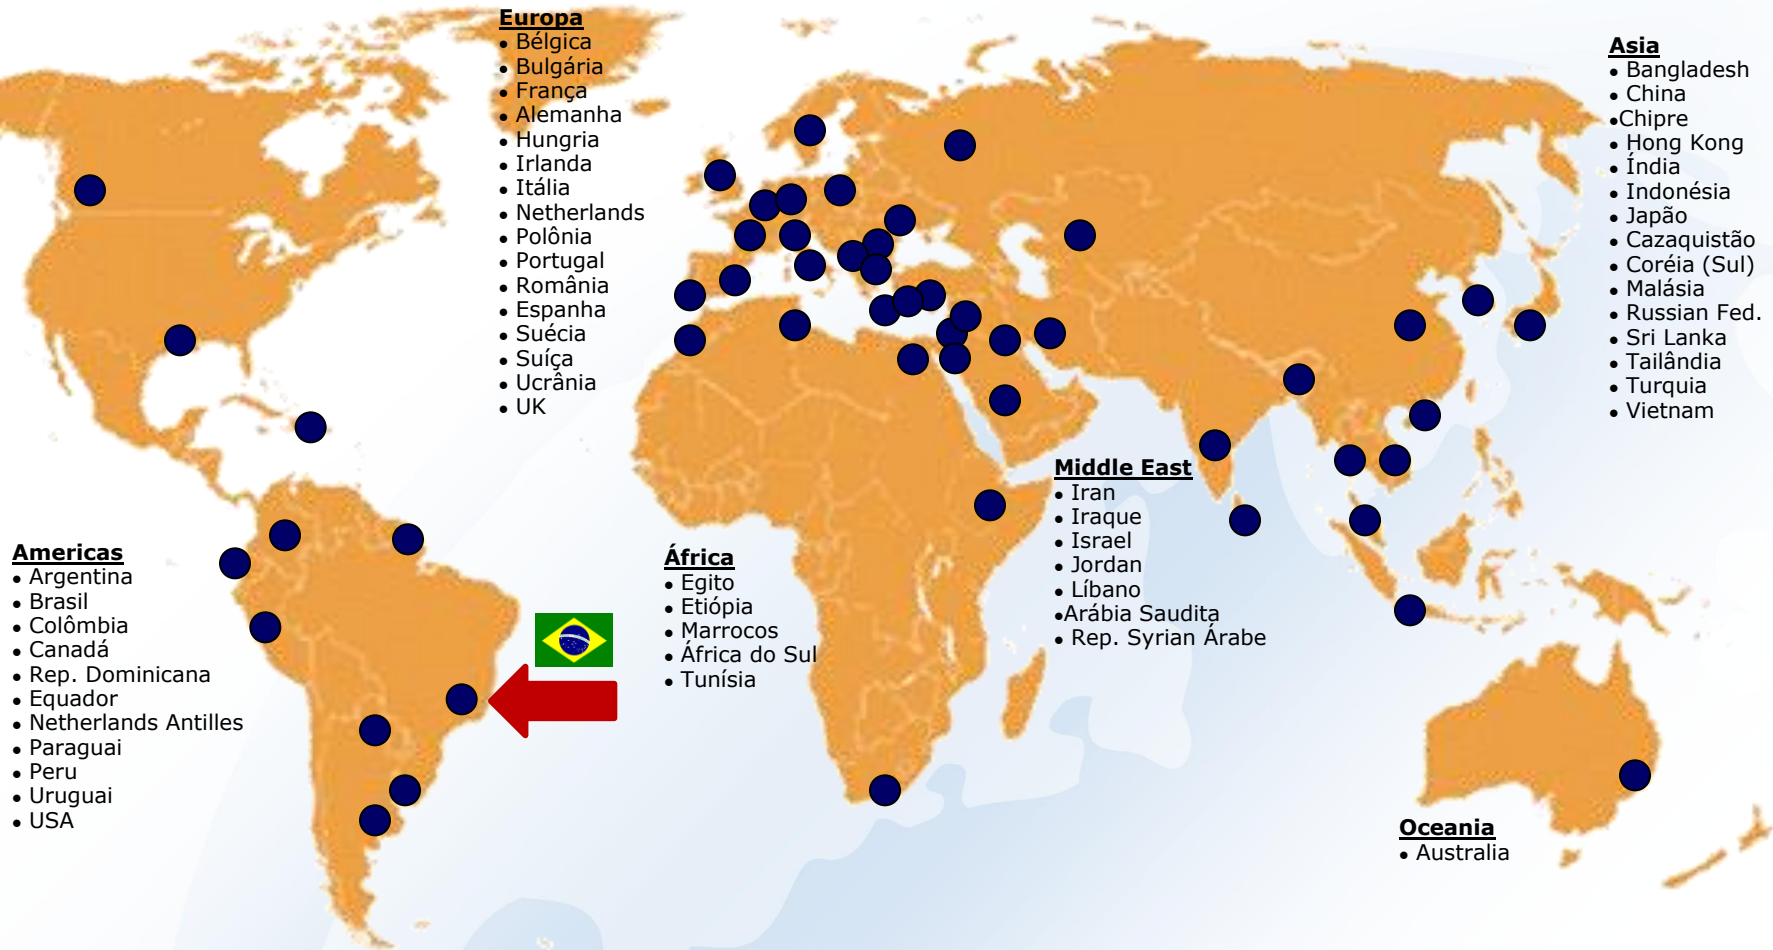 Europa
• Bélgica
• Bulgária
• França
• Alemanha
• Hungria
• Irlanda
• Itália
• Netherlands
• Polônia
• Portugal
• România
• Espanha
• Suécia
• Suíça
• Ucrânia
• UK
Asia
• Bangladesh
• China
•Chipre
• Hong Kong
• Índia
• Indonésia
• Japão
• Cazaquistão
• Coréia (Sul)
• Malásia
• Russian Fed.
• Sri Lanka
• Tailândia
• Turquia
• Vietnam
Middle East
• Iran
• Iraque
• Israel
• Jordan
• Líbano
•Arábia Saudita
• Rep. Syrian Árabe
Americas
• Argentina
• Brasil
• Colômbia
• Canadá
• Rep. Dominicana
• Equador
• Netherlands Antilles
• Paraguai
• Peru
• Uruguai
• USA
África
• Egito
• Etiópia
• Marrocos
• África do Sul
• Tunísia
Oceania
• Australia